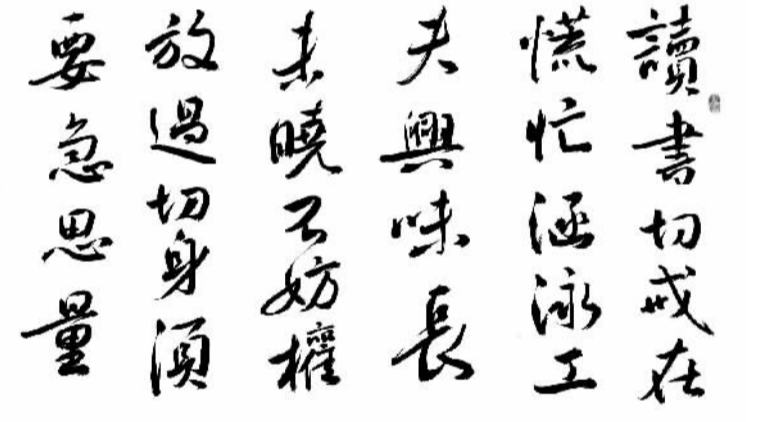 讀書切戒在
慌忙涵泳工
夫興味長
未曉不妨權
放過切身須
要急思量